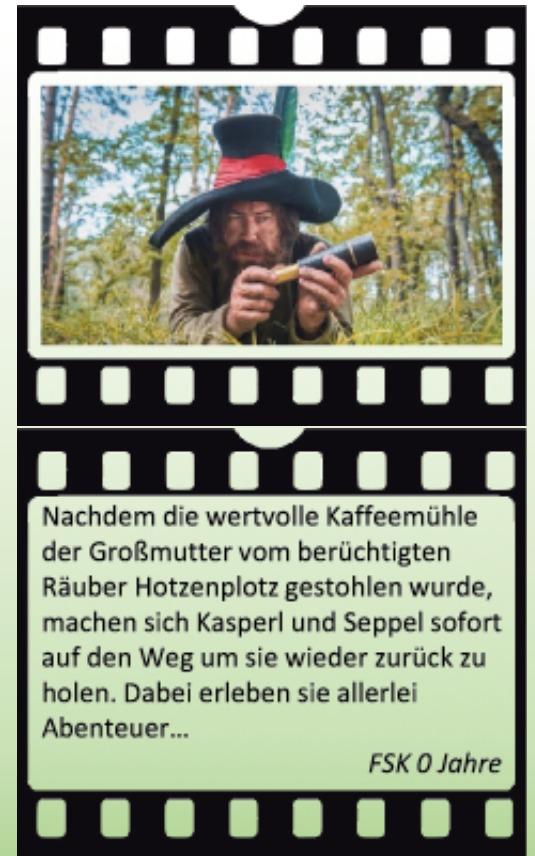 Nachdem die wertvolle Kaffeemühle
der Großmutter vom berüchtigten
Räuber Hotzenplotz gestohlen wurde,
machen sich Kasperl und Seppel sofort
auf den Weg um sie wieder zurück zu
holen. Dabei erleben sie allerlei
Abenteuer...
FSK 0 Jahre